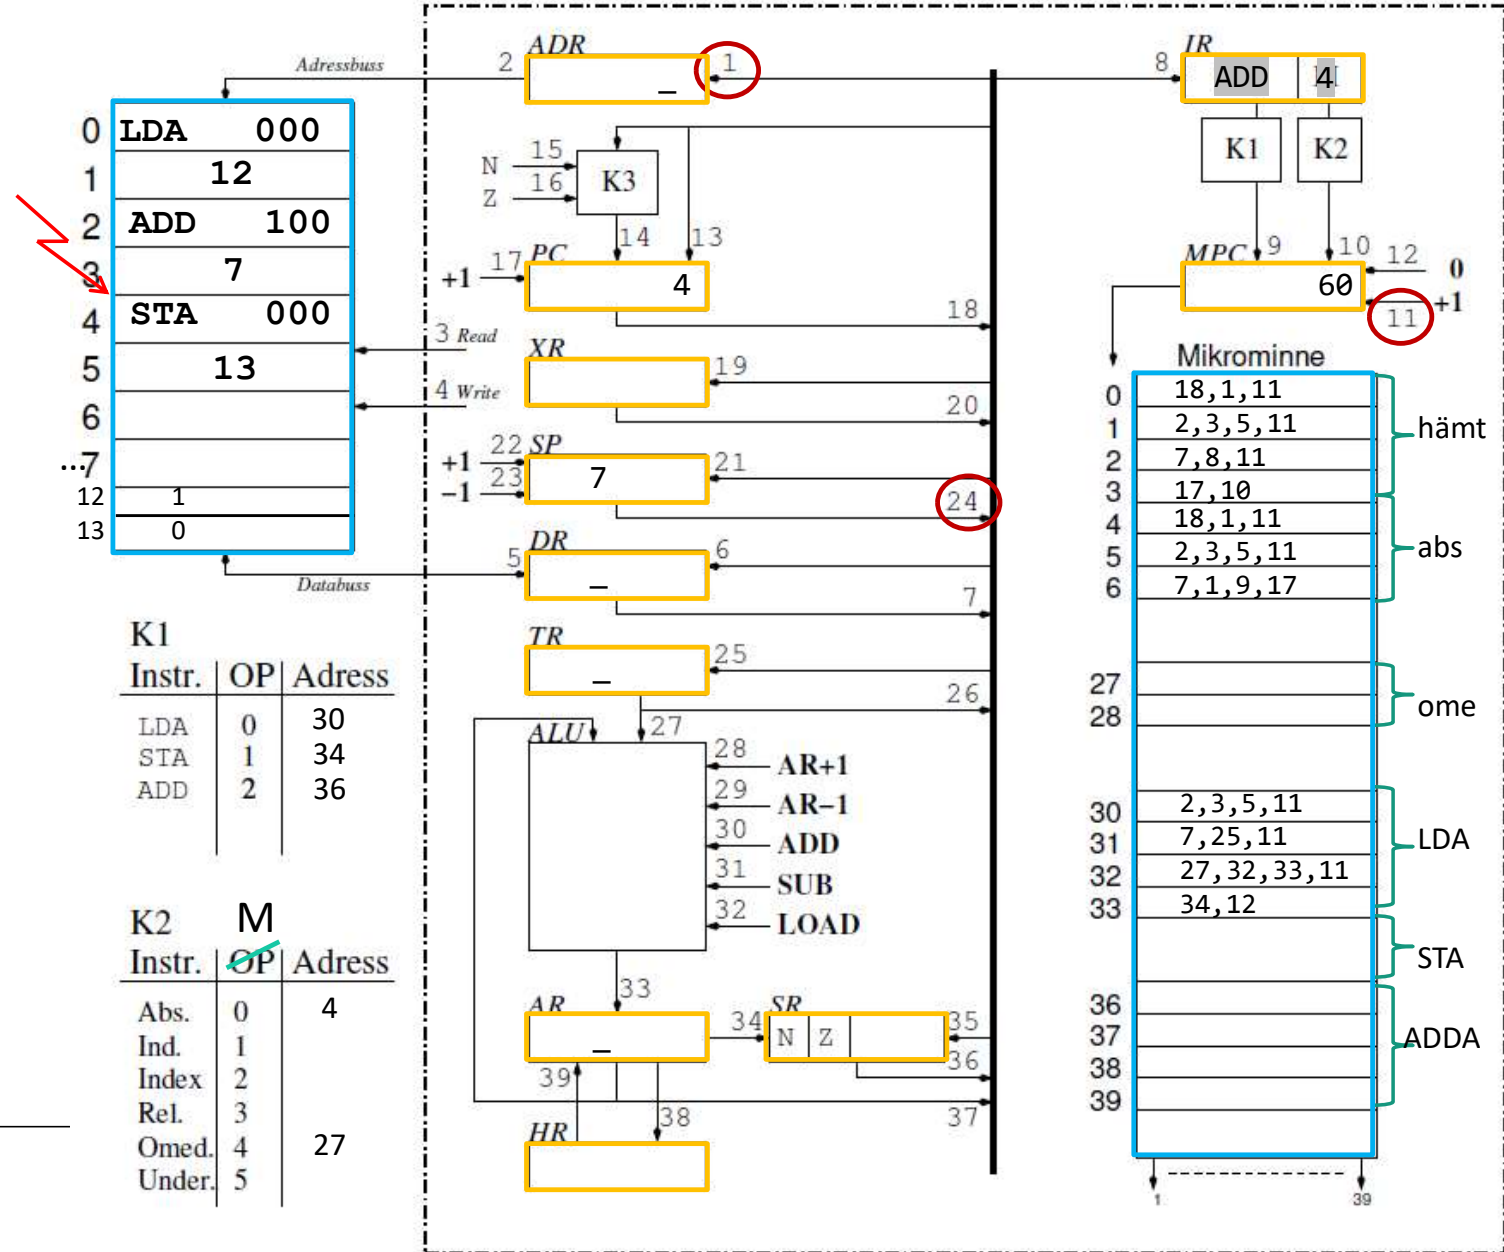 Adressbuss
0 LDA 000
1 12
2 ADD 100
3 7
4 STA 000
5 13
6
...7
12 1
13 0
Databuss
K1
Instr. OP Adress
LDA 0 30
STA 1 34
ADD 2 36
K2 M
Instr. OP Adress
Abs. 0 4
Ind. 1
Index 2
Rel. 3
Omed. 4 27
Under. 5
2 ADR 1
_
N 15
Z 16
K3
14 13
+1 17 PC
4
18
3 Read
4 Write
XR 19
20
+1 22 SP 21
-1 23
7
24
5 DR 6
_
7
TR 25
_
26
27
ALU
28 AR+1
29 AR-1
30 ADD
31 SUB
32 LOAD
33
AR 34 SR 35
_
N Z
36
39 38 37
HR
8 IR
ADD 4
K1 K2
MPC 9 10 12 0
60
11 +1
Mikrominne
0 18,1,11
1 2,3,5,11 hämt
2 7,8,11
3 17,10
4 18,1,11
5 2,3,5,11 abs
6 7,1,9,17
27
28 ome
30 2,3,5,11
31 7,25,11 LDA
32 27,32,33,11
33 34,12
STA
36
37 ADDA
38
39
1 39